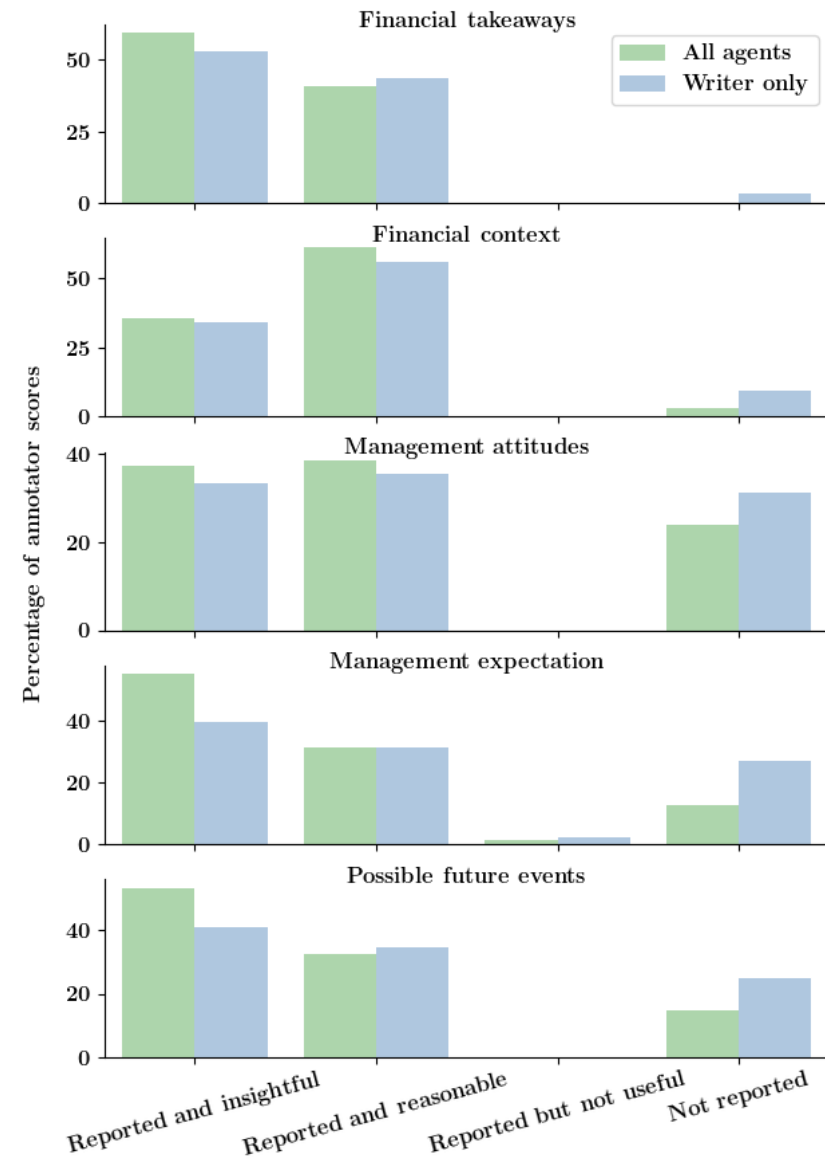 Financial takeaways
All agents
Writer only
50
25
0
Financial context
50
25
0
Management attitudes
40
20
0
Management expectation
40
20
0
Possible future events
40
20
0
Percentage of annotator scores
Reported and insightful
Reported and reasonable
Reported but not useful
Not reported